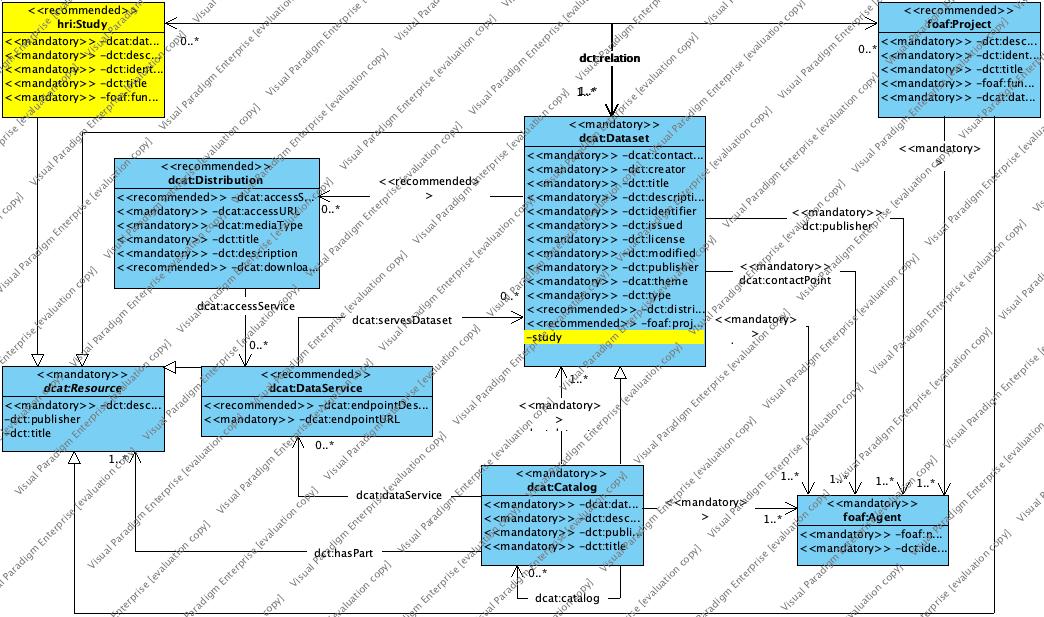 <<recommended>>
hri:Study
<<mandatory>> -dcat:dat...
<<mandatory>> -dct:desc...
<<mandatory>> -dct:ident...
<<mandatory>> -dct:title
<<mandatory>> -foaf:fun...
0..*
dct:relation
1..*
0..*
<<recommended>>
foaf:Project
<<mandatory>> -dct:desc...
<<mandatory>> -dct:ident...
<<mandatory>> -dct:title
<<mandatory>> -foaf:fun...
<<mandatory>> -dcat:dat...
<<mandatory>
>
<<mandatory>>
dcat:Dataset
<<mandatory>> -dcat:contact...
<<mandatory>> -dct:creator
<<mandatory>> -dct:title
<<mandatory>> -dct:descripti...
<<mandatory>> -dct:identifier
<<mandatory>> -dct:issued
<<mandatory>> -dct:license
<<mandatory>> -dct:modified
<<mandatory>> -dct:publisher
<<mandatory>> -dcat:theme
<<mandatory>> -dct:type
<<recommended>> -dct:distri...
<<recommended>> -foaf:proj...
-study
<<recommended>>
dcat:Distribution
<<recommended>> -dcat:accessS...
<<mandatory>> -dcat:accessURL
<<mandatory>> -dcat:mediaType
<<mandatory>> -dct:title
<<mandatory>> -dct:description
<<recommended>> -dcat:downloa...
<<recommended>
>
0..*
<<mandatory>>
dct:publisher
<<mandatory>>
dcat:contactPoint
<<mandatory>
>
dcat:accessService
0..*
0..*
dcat:servesDataset
<<mandatory>>
dcat:Resource
<<mandatory>> -dct:desc...
-dct:publisher
-dct:title
1..*
<<recommended>>
dcat:DataService
<<recommended>> -dcat:endpointDes...
<<mandatory>> -dcat:endpointURL
0..*
1..*
<<mandatory>
>
dcat:dataService
dct:hasPart
<<mandatory>>
dcat:Catalog
<<mandatory>> -dcat:dat...
<<mandatory>> -dct:desc...
<<mandatory>> -dct:publi...
<<mandatory>> -dct:title
0..*
dcat:catalog
<<mandatory>
>
1..*
1..*
1..*
1..*
1..*
<<mandatory>>
foaf:Agent
<<mandatory>> -foaf:n...
<<mandatory>> -dct:ide...
Visual Paradigm Enterprise [evaluation copy]